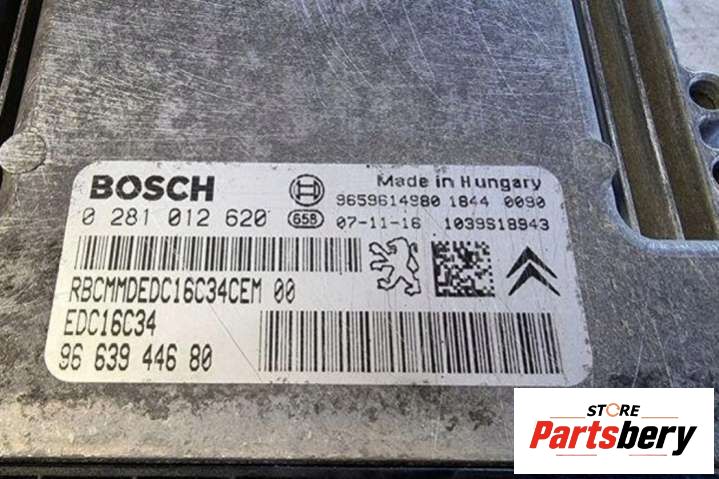 BOSCH
Made in Hungary
9659614980 1844 0090
0 281 012 620 658 07-11-16 1039S18943
RBCMMDEDC16C34CEM 00
EDC16C34
96 639 446 80
STORE
Partsbery